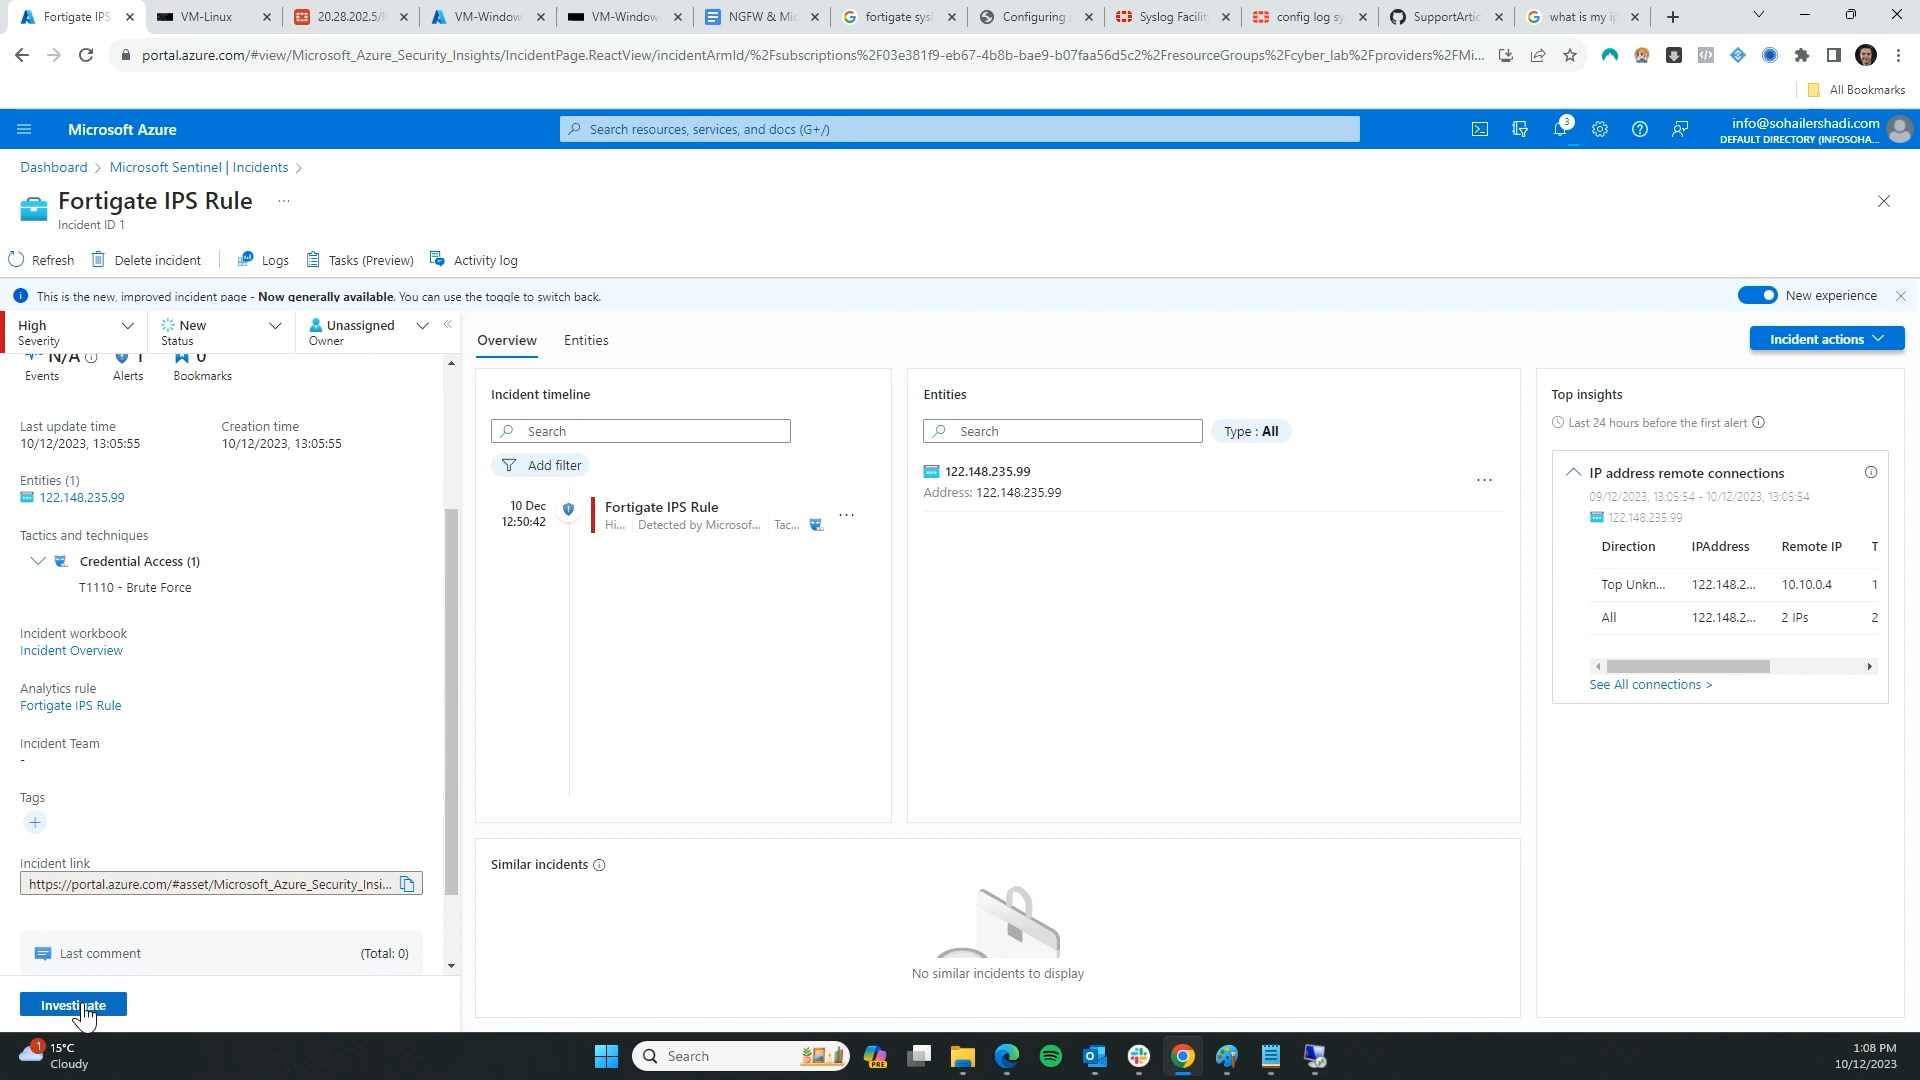 Fortigate IPS
VM-Linux
20.28.202.5/
VM-Window
VM-Window
NGFW & Mi
fortigate sysl
Configuring
Syslog Facilit
config log sy
SupportArtic
what is my ip
portal.azure.com/#view/Microsoft_Azure_Security_Insights/IncidentPage.ReactView/incidentArmId/%2Fsubscriptions%2F03e381f9-eb67-4b8b-bae9-b07faa56d5c2%2FresourceGroups%2Fcyber_lab%2Fproviders%2FMi...
All Bookmarks
Microsoft Azure
Search resources, services, and docs (G+/)
3
info@sohailershadi.com
DEFAULT DIRECTORY (INFOSOHA...
Dashboard > Microsoft Sentinel | Incidents >
Fortigate IPS Rule ...
Incident ID 1
Refresh Delete incident Logs Tasks (Preview) Activity log
This is the new, improved incident page - Now generally available. You can use the toggle to switch back.
New experience
High
Severity
New
Status
Unassigned
Owner
N/A
Events
1
Alerts
0
Bookmarks
Last update time
10/12/2023, 13:05:55
Creation time
10/12/2023, 13:05:55
Entities (1)
122.148.235.99
Tactics and techniques
Credential Access (1)
T1110 - Brute Force
Incident workbook
Incident Overview
Analytics rule
Fortigate IPS Rule
Incident Team
-
Tags
Incident link
https://portal.azure.com/#asset/Microsoft_Azure_Security_Insi...
Last comment (Total: 0)
Investigate
Overview Entities
Incident actions
Incident timeline
Search
Add filter
10 Dec
12:50:42
Fortigate IPS Rule
Hi... Detected by Microsof... Tac...
Entities
Search
Type : All
122.148.235.99
Address: 122.148.235.99
Top insights
Last 24 hours before the first alert
IP address remote connections
09/12/2023, 13:05:54 - 10/12/2023, 13:05:54
122.148.235.99
Direction IPAddress Remote IP T
Top Unkn... 122.148.2... 10.10.0.4 1
All 122.148.2... 2 IPs 2
See All connections >
Similar incidents
No similar incidents to display
1
15°C
Cloudy
Search
PRE
1:08 PM
10/12/2023